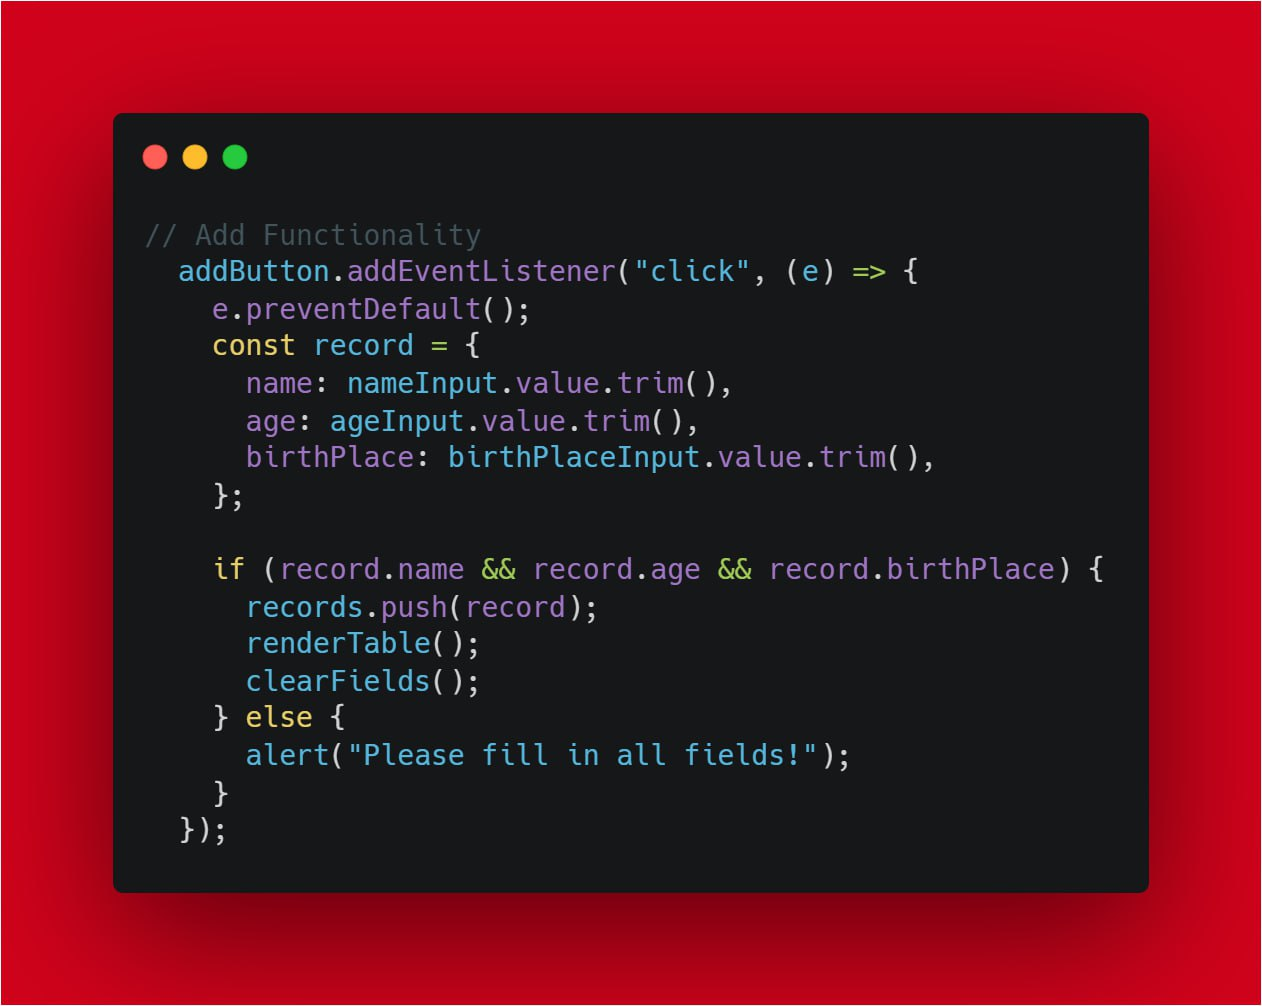 // Add Functionality
  addButton.addEventListener("click", (e) => {
    e.preventDefault();
    const record = {
      name: nameInput.value.trim(),
      age: ageInput.value.trim(),
      birthPlace: birthPlaceInput.value.trim(),
    };

    if (record.name && record.age && record.birthPlace) {
      records.push(record);
      renderTable();
      clearFields();
    } else {
      alert("Please fill in all fields!");
    }
  });